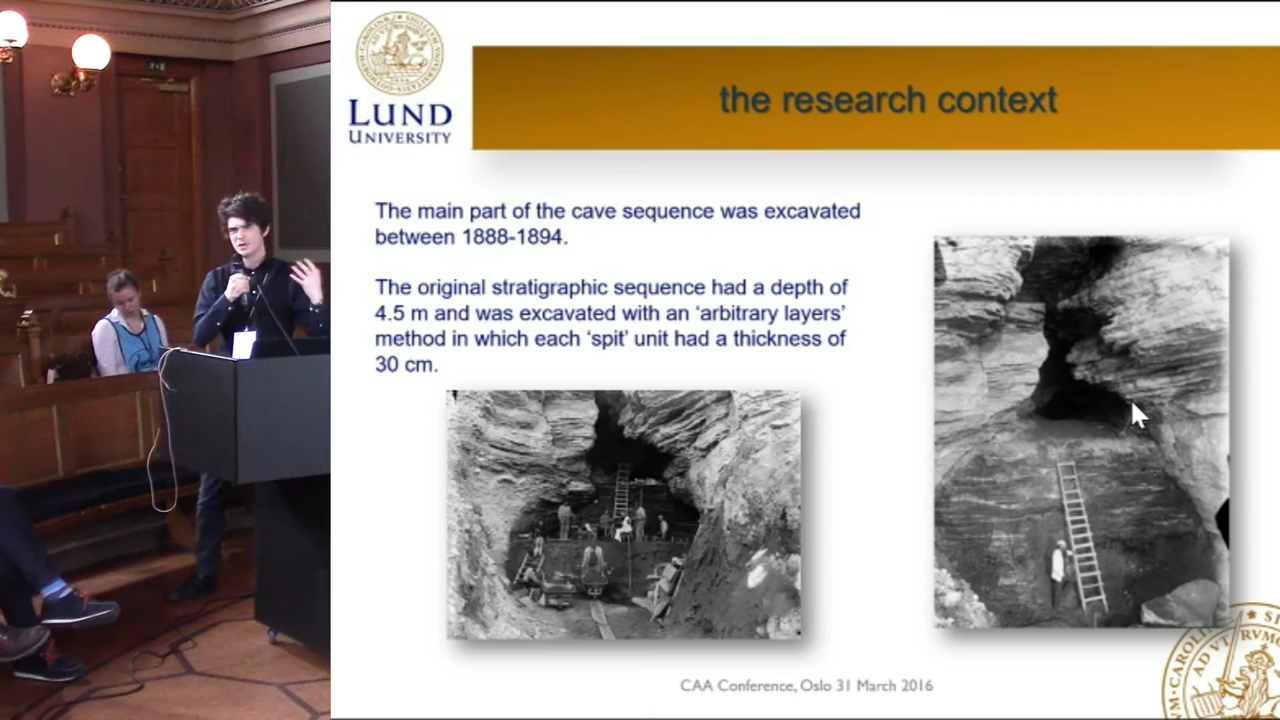 LUND
UNIVERSITY
the research context
The main part of the cave sequence was excavated
between 1888-1894.
The original stratigraphic sequence had a depth of
4.5 m and was excavated with an ‘arbitrary layers’
method in which each ‘spit’ unit had a thickness of
30 cm.
CAA Conference, Oslo 31 March 2016